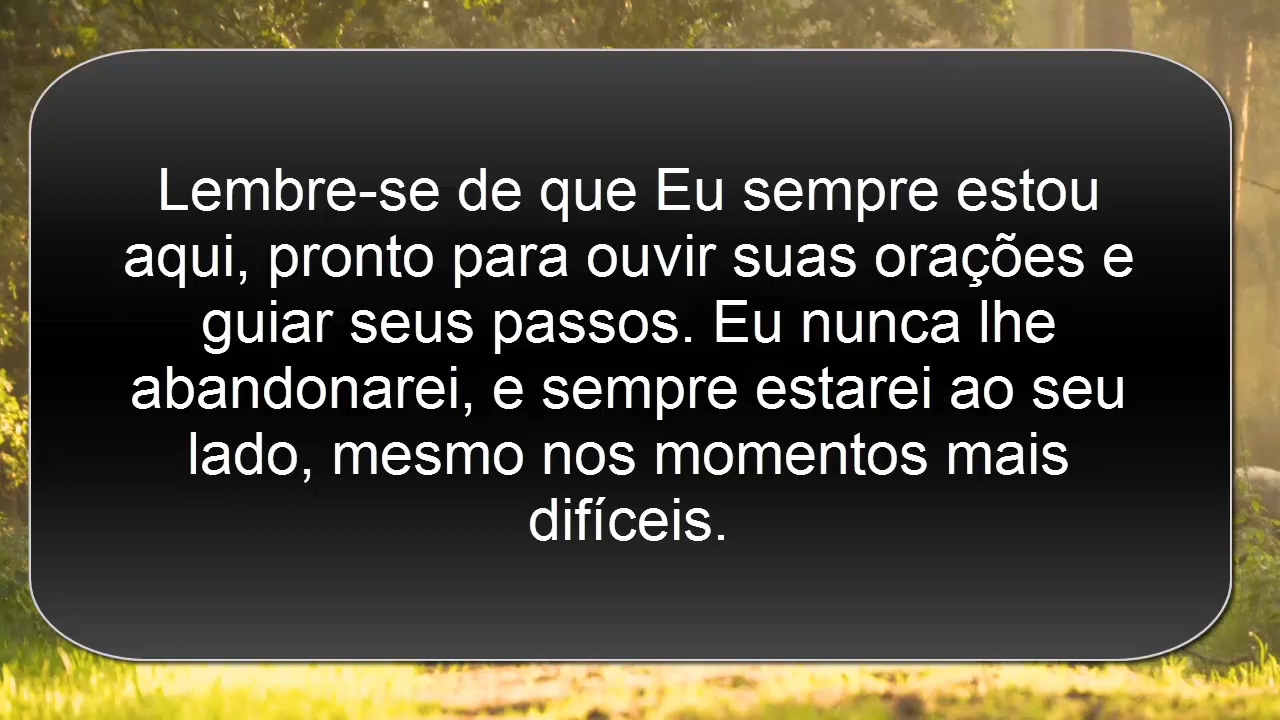 Lembre-se de que Eu sempre estou
aqui, pronto para ouvir suas orações e
guiar seus passos. Eu nunca lhe
abandonarei, e sempre estarei ao seu
lado, mesmo nos momentos mais
difíceis.